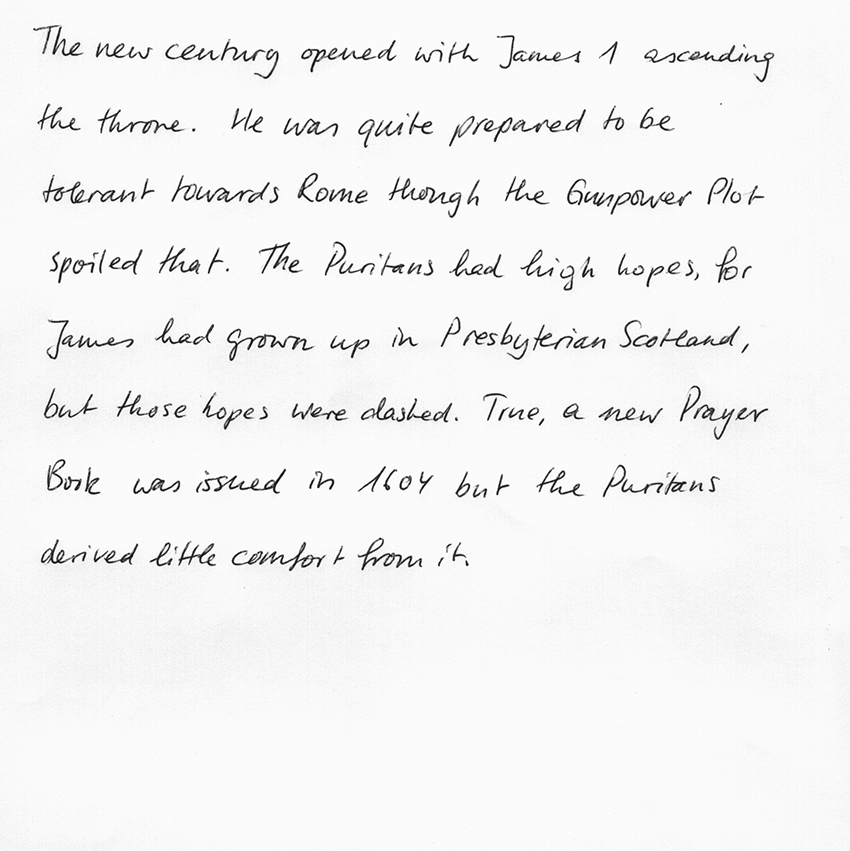 The new century opened with James 1 ascending
the throne. He was quite prepared to be
tolerant towards Rome though the Gunpower Plot
spoiled that. The Puritans had high hopes, for
James had grown up in Presbyterian Scotland,
but those hopes were dashed. True, a new Prayer
Book was issued in 1604 but the Puritans
derived little comfort from it.